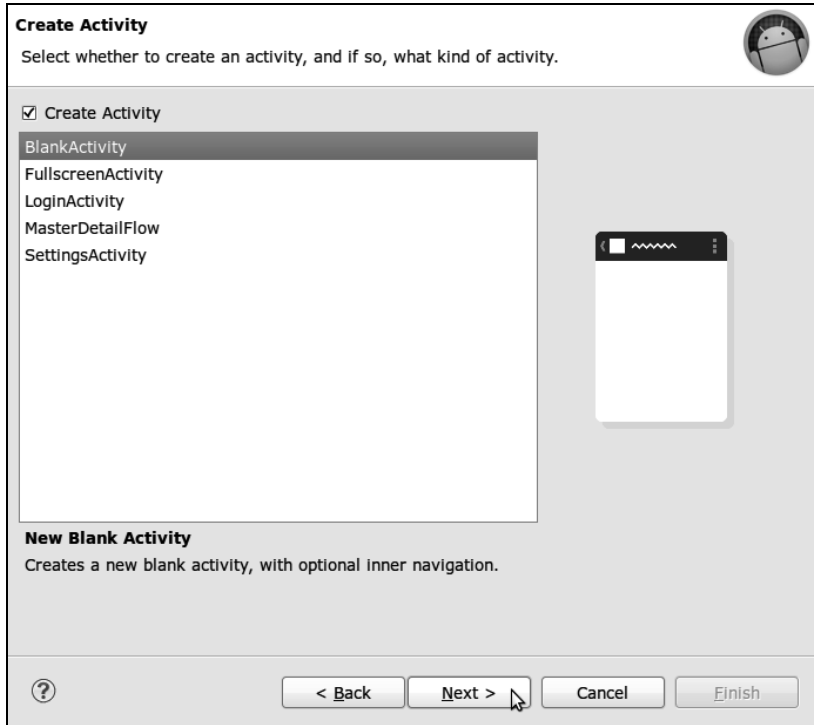 Create Activity
Select whether to create an activity, and if so, what kind of activity.
Create Activity
BlankActivity
FullscreenActivity
LoginActivity
MasterDetailFlow
SettingsActivity
New Blank Activity
Creates a new blank activity, with optional inner navigation.
? < Back Next > Cancel Finish